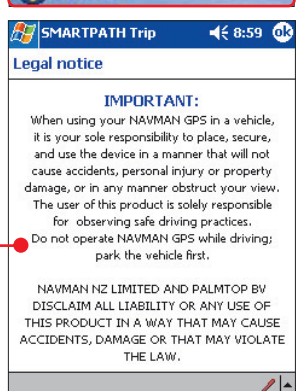 SMARTPATH Trip 8:59 ok
Legal notice
IMPORTANT:
When using your NAVMAN GPS in a vehicle,
it is your sole responsibility to place, secure,
and use the device in a manner that will not
cause accidents, personal injury or property
damage, or in any manner obstruct your view.
The user of this product is solely responsible
for observing safe driving practices.
Do not operate NAVMAN GPS while driving;
park the vehicle first.
NAVMAN NZ LIMITED AND PALMTOP BV
DISCLAIM ALL LIABILITY OR ANY USE OF
THIS PRODUCT IN A WAY THAT MAY CAUSE
ACCIDENTS, DAMAGE OR THAT MAY VIOLATE
THE LAW.